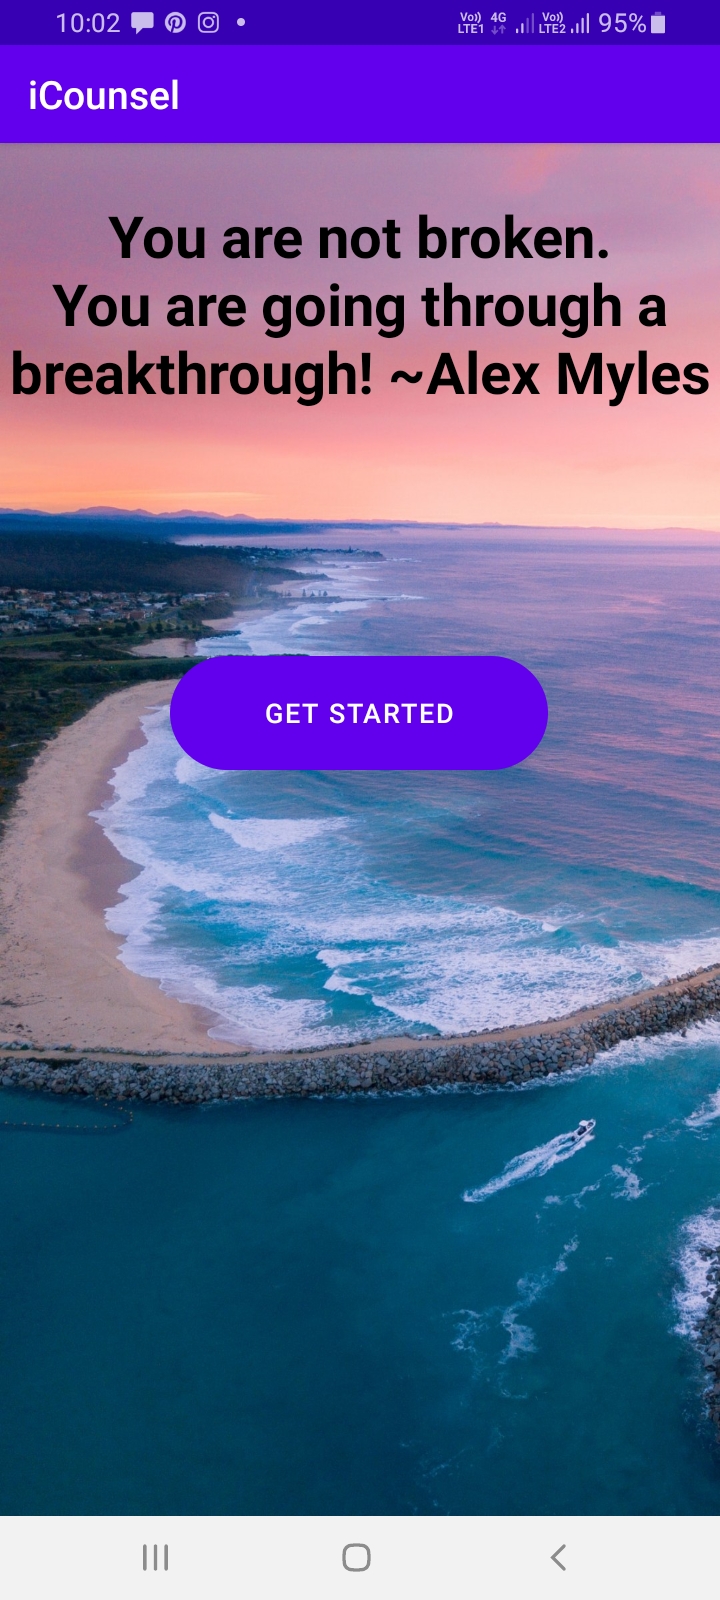 10:02 Vo)) LTE1 4G Vo)) LTE2 95%
iCounsel
You are not broken.
You are going through a
breakthrough! ~Alex Myles
GET STARTED